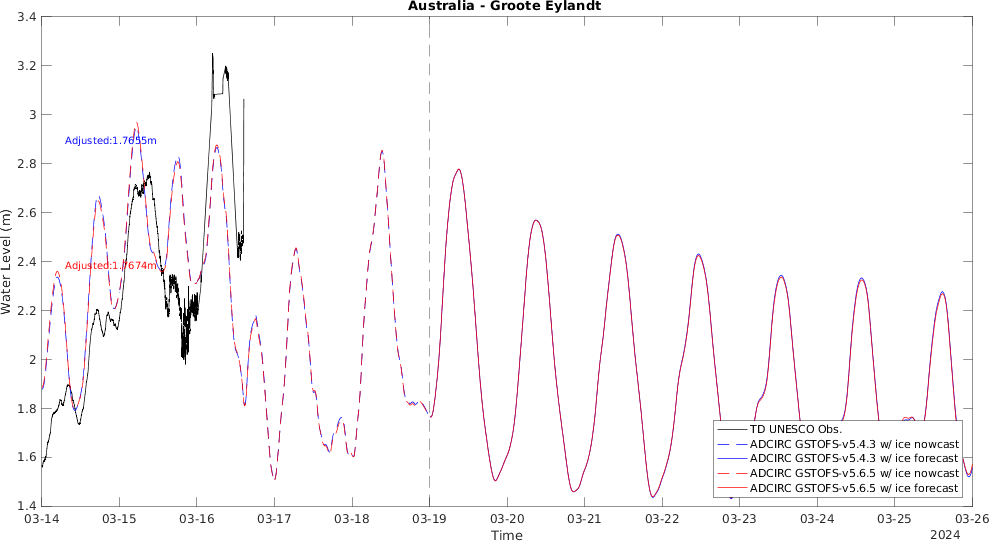 Australia - Groote Eylandt
3.4
3.2
3
2.8
2.6
2.4
2.2
2
1.8
1.6
1.4
Water Level (m)
Adjusted:1.7655m
Adjusted:1.7674m
TD UNESCO Obs.
ADCIRC GSTOFS-v5.4.3 w/ ice nowcast
ADCIRC GSTOFS-v5.4.3 w/ ice forecast
ADCIRC GSTOFS-v5.6.5 w/ ice nowcast
ADCIRC GSTOFS-v5.6.5 w/ ice forecast
03-14 03-15 03-16 03-17 03-18 03-19 03-20 03-21 03-22 03-23 03-24 03-25 03-26
Time
2024